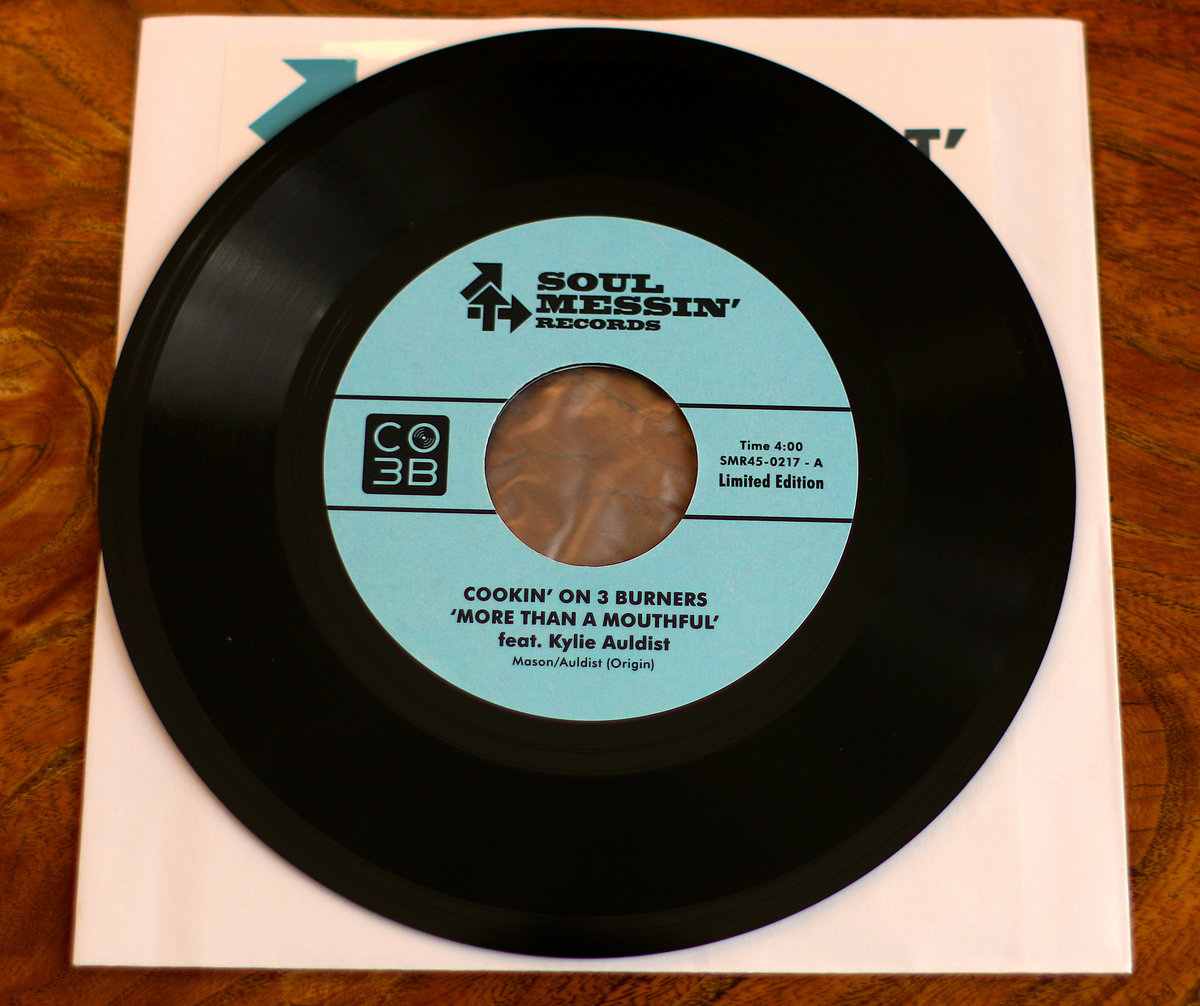 T'
SOUL
MESSIN'
RECORDS
CO
3B
Time 4:00
SMR45-0217 - A
Limited Edition
COOKIN' ON 3 BURNERS
'MORE THAN A MOUTHFUL'
feat. Kylie Auldist
Mason/Auldist (Origin)